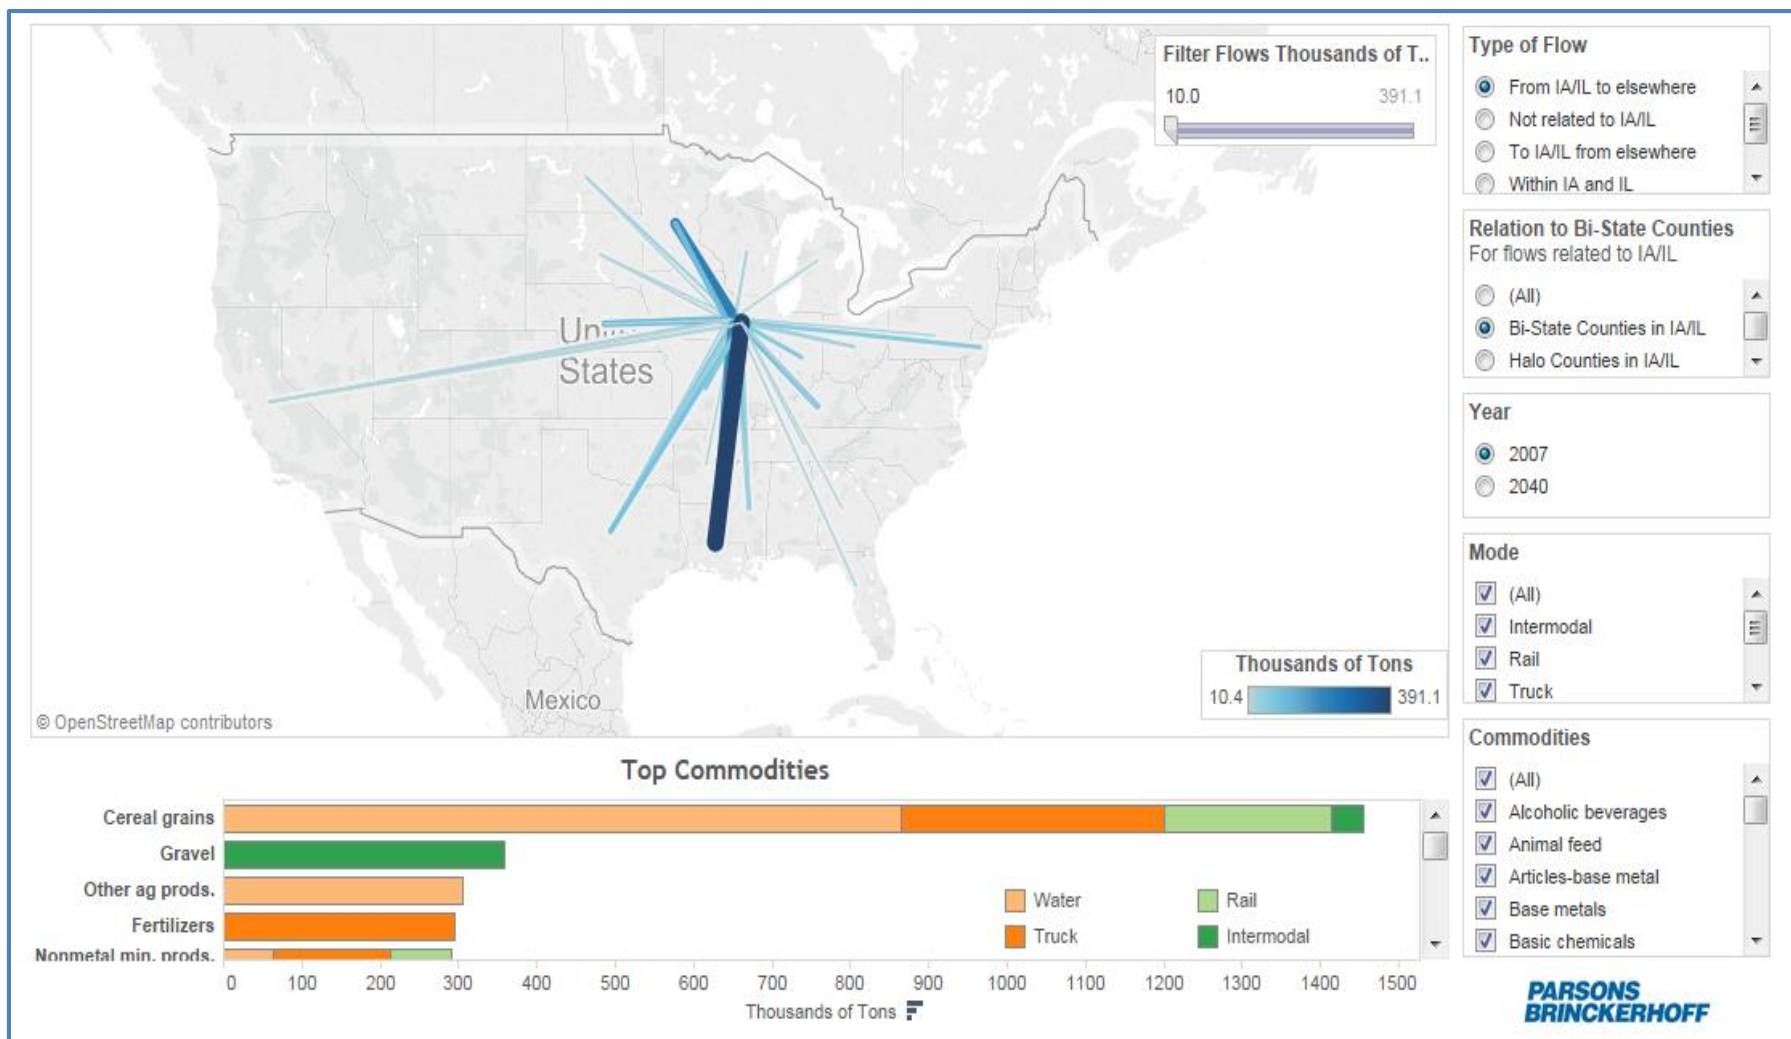 Filter Flows Thousands of T..
10.0 391.1
Un
States
Mexico
© OpenStreetMap contributors
Thousands of Tons
10.4 391.1
Type of Flow
From IA/IL to elsewhere
Not related to IA/IL
To IA/IL from elsewhere
Within IA and IL
Relation to Bi-State Counties
For flows related to IA/IL
(All)
Bi-State Counties in IA/IL
Halo Counties in IA/IL
Year
2007
2040
Mode
(All)
Intermodal
Rail
Truck
Commodities
(All)
Alcoholic beverages
Animal feed
Articles-base metal
Base metals
Basic chemicals
Top Commodities
Cereal grains
Gravel
Other ag prods.
Fertilizers
Nonmetal min. prods.
Water Rail
Truck Intermodal
0 100 200 300 400 500 600 700 800 900 1000 1100 1200 1300 1400 1500
Thousands of Tons
PARSONS
BRINCKERHOFF